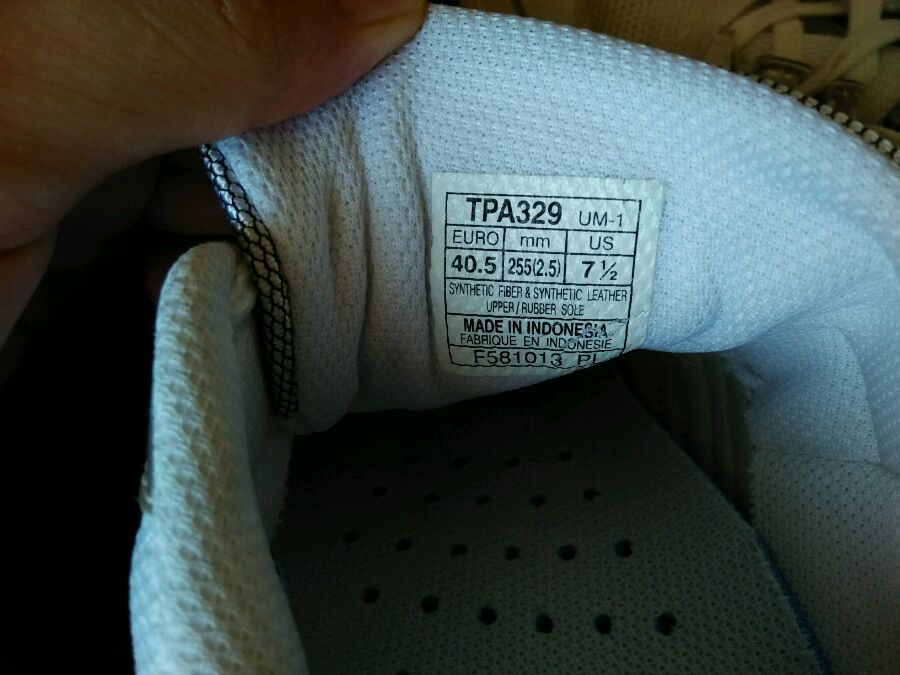 TPA329 UM-1
EURO mm US
40.5 255(2.5) 7 ½
SYNTHETIC FIBER & SYNTHETIC LEATHER
UPPER / RUBBER SOLE
MADE IN INDONESIA
FABRIQUE EN INDONESIE
F581013 PI